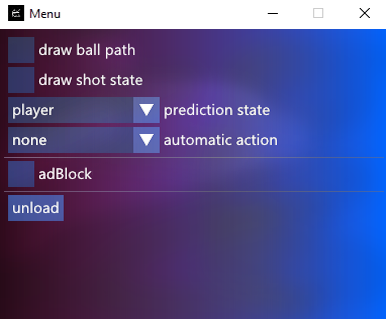 Menu
draw ball path
draw shot state
player prediction state
none automatic action
adBlock
unload